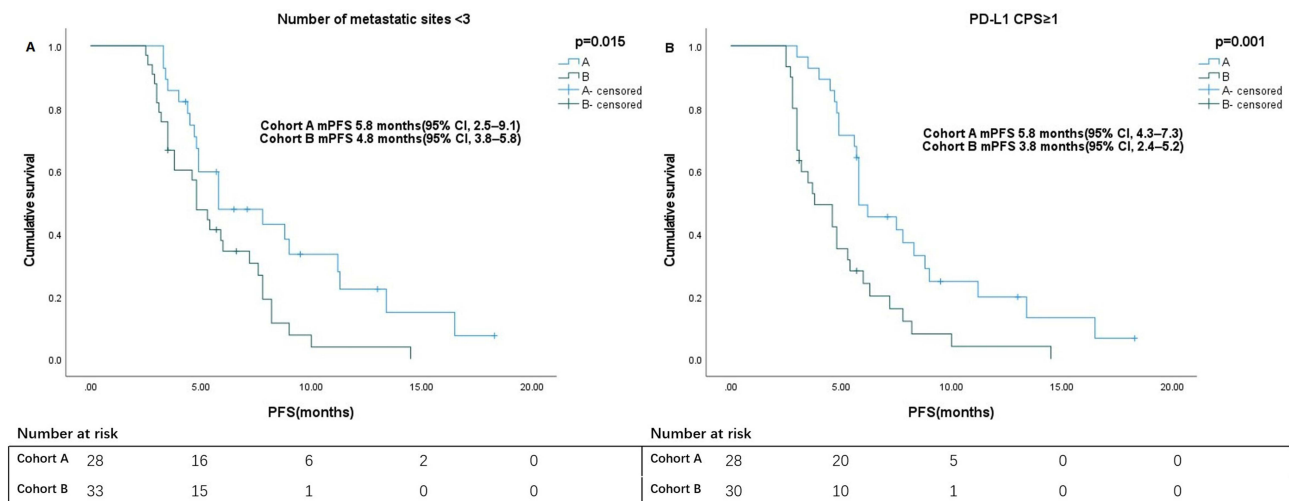 Number of metastatic sites <3
A
p=0.015
A
B
A- censored
B- censored
Cohort A mPFS 5.8 months(95% CI, 2.5–9.1)
Cohort B mPFS 4.8 months(95% CI, 3.8–5.8)
Cumulative survival
1.0
0.8
0.6
0.4
0.2
0.0
.00 5.00 10.00 15.00 20.00
PFS(months)
Number at risk
Cohort A 28 16 6 2 0
Cohort B 33 15 1 0 0
PD-L1 CPS≥1
B
p=0.001
A
B
A- censored
B- censored
Cohort A mPFS 5.8 months(95% CI, 4.3–7.3)
Cohort B mPFS 3.8 months(95% CI, 2.4–5.2)
Cumulative survival
1.0
0.8
0.6
0.4
0.2
0.0
.00 5.00 10.00 15.00 20.00
PFS(months)
Number at risk
Cohort A 28 20 5 0 0
Cohort B 30 10 1 0 0